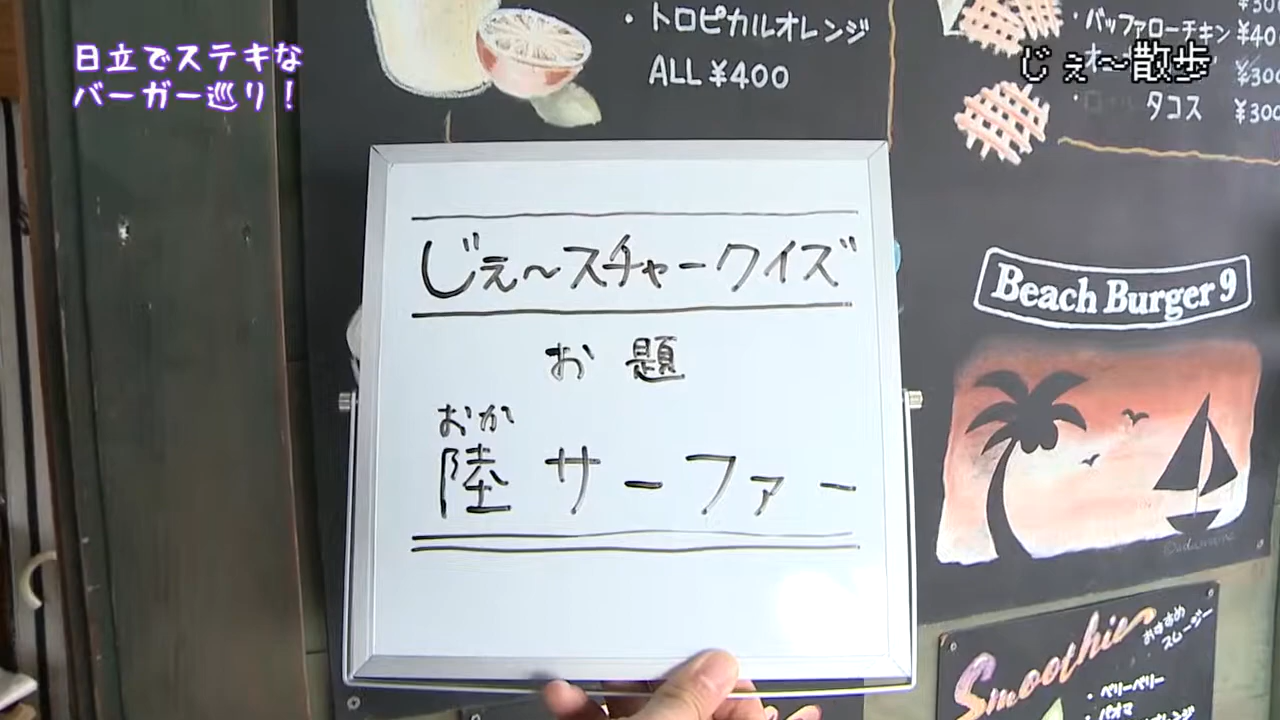 日立でステキな
バーガー巡り！
じぇ〜散歩
・トロピカルオレンジ
ALL ¥400
・バッファローチキン
タコス
¥300
じぇ〜スチャークイズ
お題
おか
陸サーファー
Beach Burger 9
Smoothie
おすすめ
スムージー
・ベリーベリー